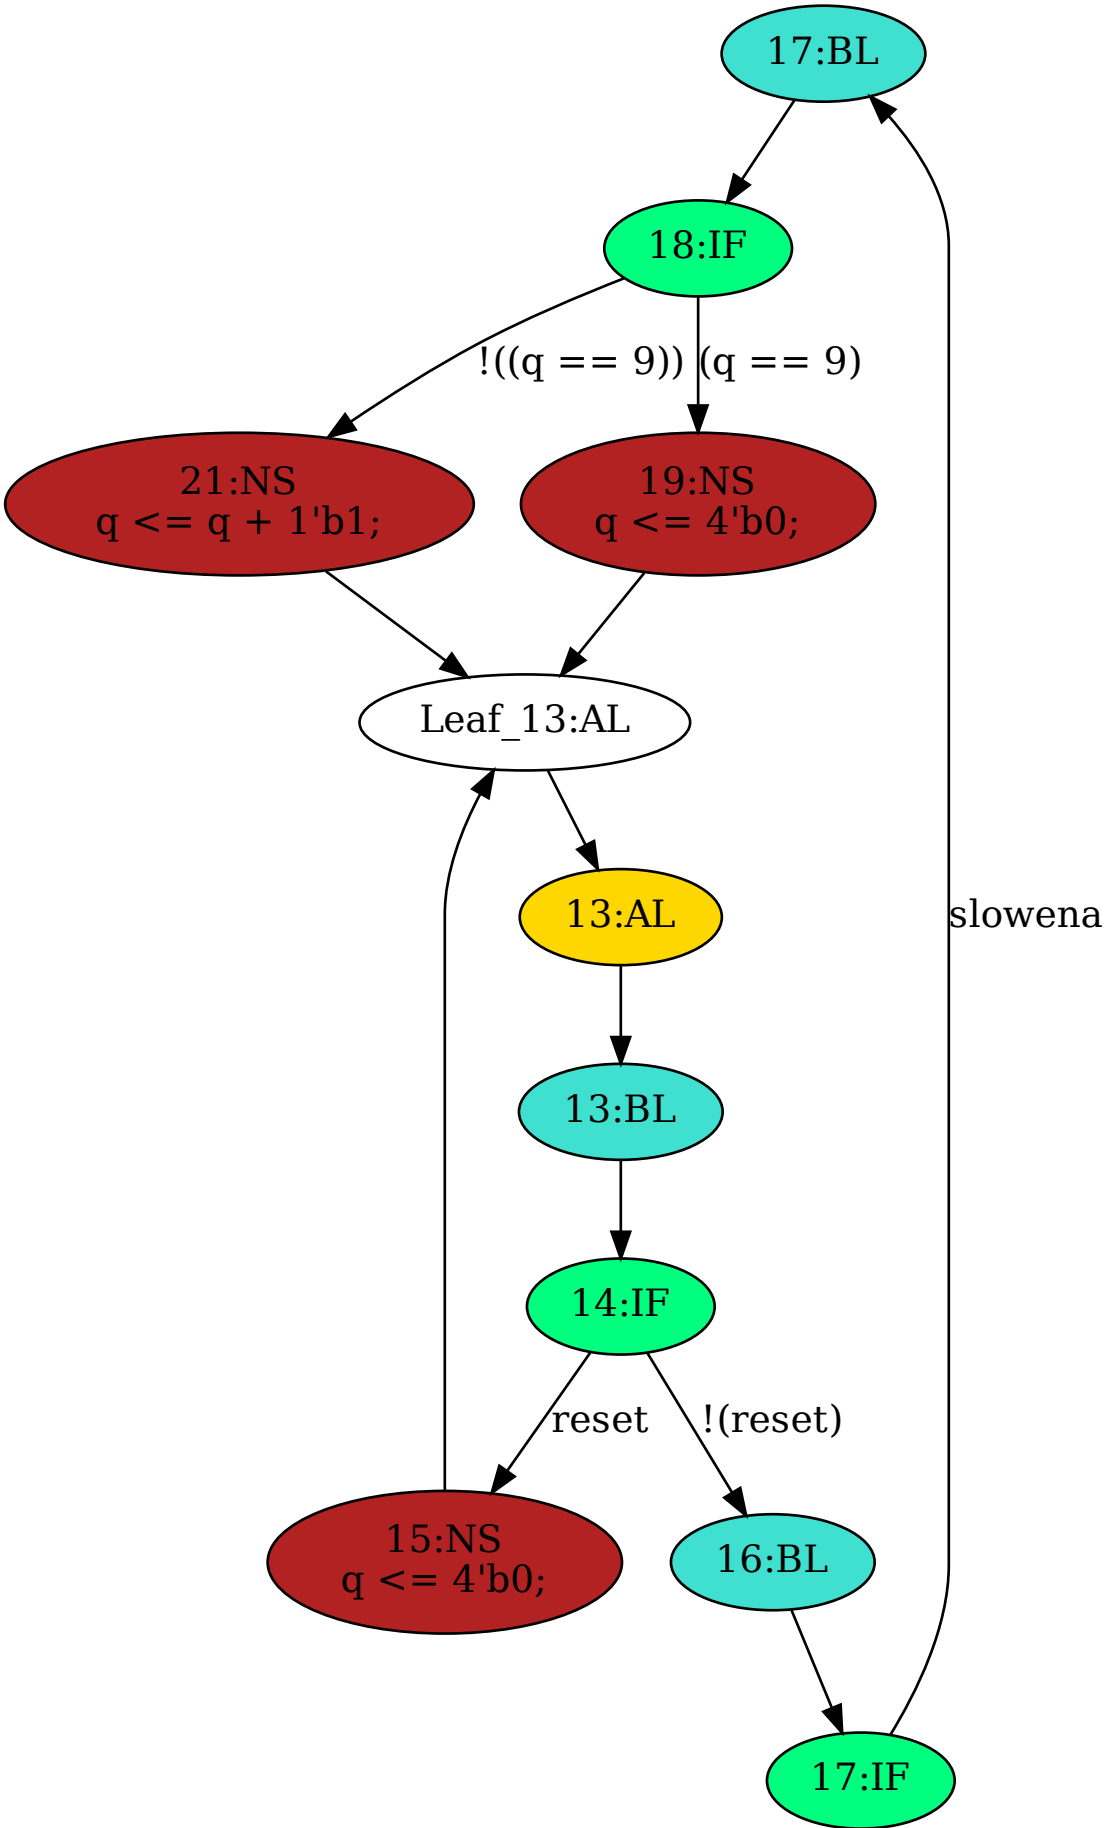 17:BL
18:IF
!((q == 9))
(q == 9)
21:NS
q <= q + 1'b1;
19:NS
q <= 4'b0;
Leaf_13:AL
13:AL
slowena
13:BL
14:IF
reset
!(reset)
15:NS
q <= 4'b0;
16:BL
17:IF